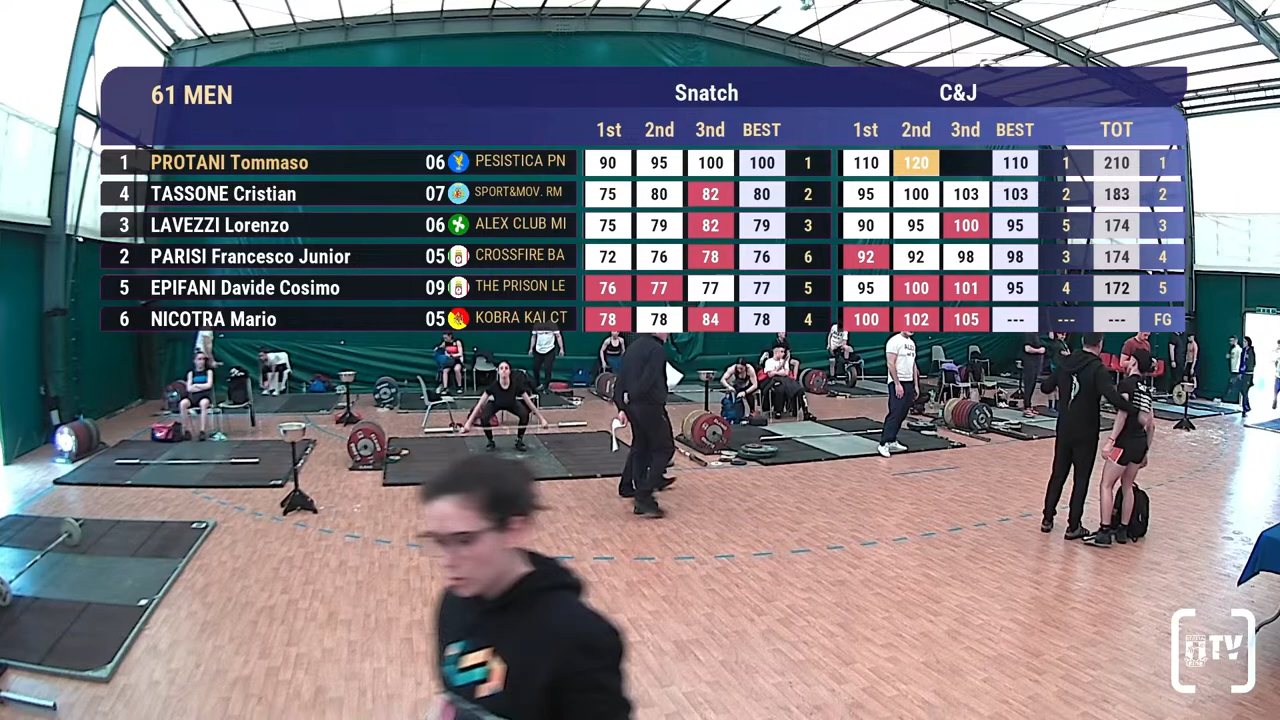 61 MEN Snatch C&J
1st 2nd 3nd BEST 1st 2nd 3nd BEST TOT
1 PROTANI Tommaso 06 PESISTICA PN 90 95 100 100 1 110 120 110 1 210 1
4 TASSONE Cristian 07 SPORT&MOV. RM 75 80 82 80 2 95 100 103 103 2 183 2
3 LAVEZZI Lorenzo 06 ALEX CLUB MI 75 79 82 79 3 90 95 100 95 5 174 3
2 PARISI Francesco Junior 05 CROSSFIRE BA 72 76 78 76 6 92 92 98 98 3 174 4
5 EPIFANI Davide Cosimo 09 THE PRISON LE 76 77 77 77 5 95 100 101 95 4 172 5
6 NICOTRA Mario 05 KOBRA KAI CT 78 78 84 78 4 100 102 105 --- --- --- FG
TV